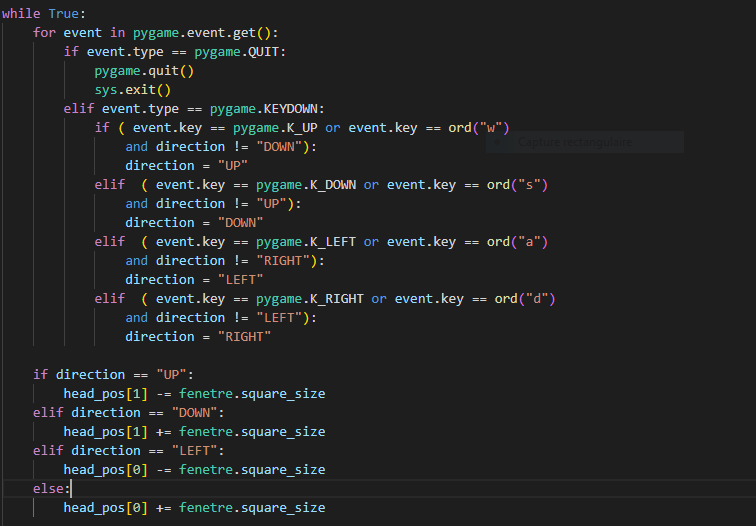 while True:
    for event in pygame.event.get():
        if event.type == pygame.QUIT:
            pygame.quit()
            sys.exit()
        elif event.type == pygame.KEYDOWN:
            if ( event.key == pygame.K_UP or event.key == ord("w")
                and direction != "DOWN"):
                direction = "UP"
            elif  ( event.key == pygame.K_DOWN or event.key == ord("s")
                and direction != "UP"):
                direction = "DOWN"
            elif  ( event.key == pygame.K_LEFT or event.key == ord("a")
                and direction != "RIGHT"):
                direction = "LEFT"
            elif  ( event.key == pygame.K_RIGHT or event.key == ord("d")
                and direction != "LEFT"):
                direction = "RIGHT"

    if direction == "UP":
        head_pos[1] -= fenetre.square_size
    elif direction == "DOWN":
        head_pos[1] += fenetre.square_size
    elif direction == "LEFT":
        head_pos[0] -= fenetre.square_size
    else:
        head_pos[0] += fenetre.square_size